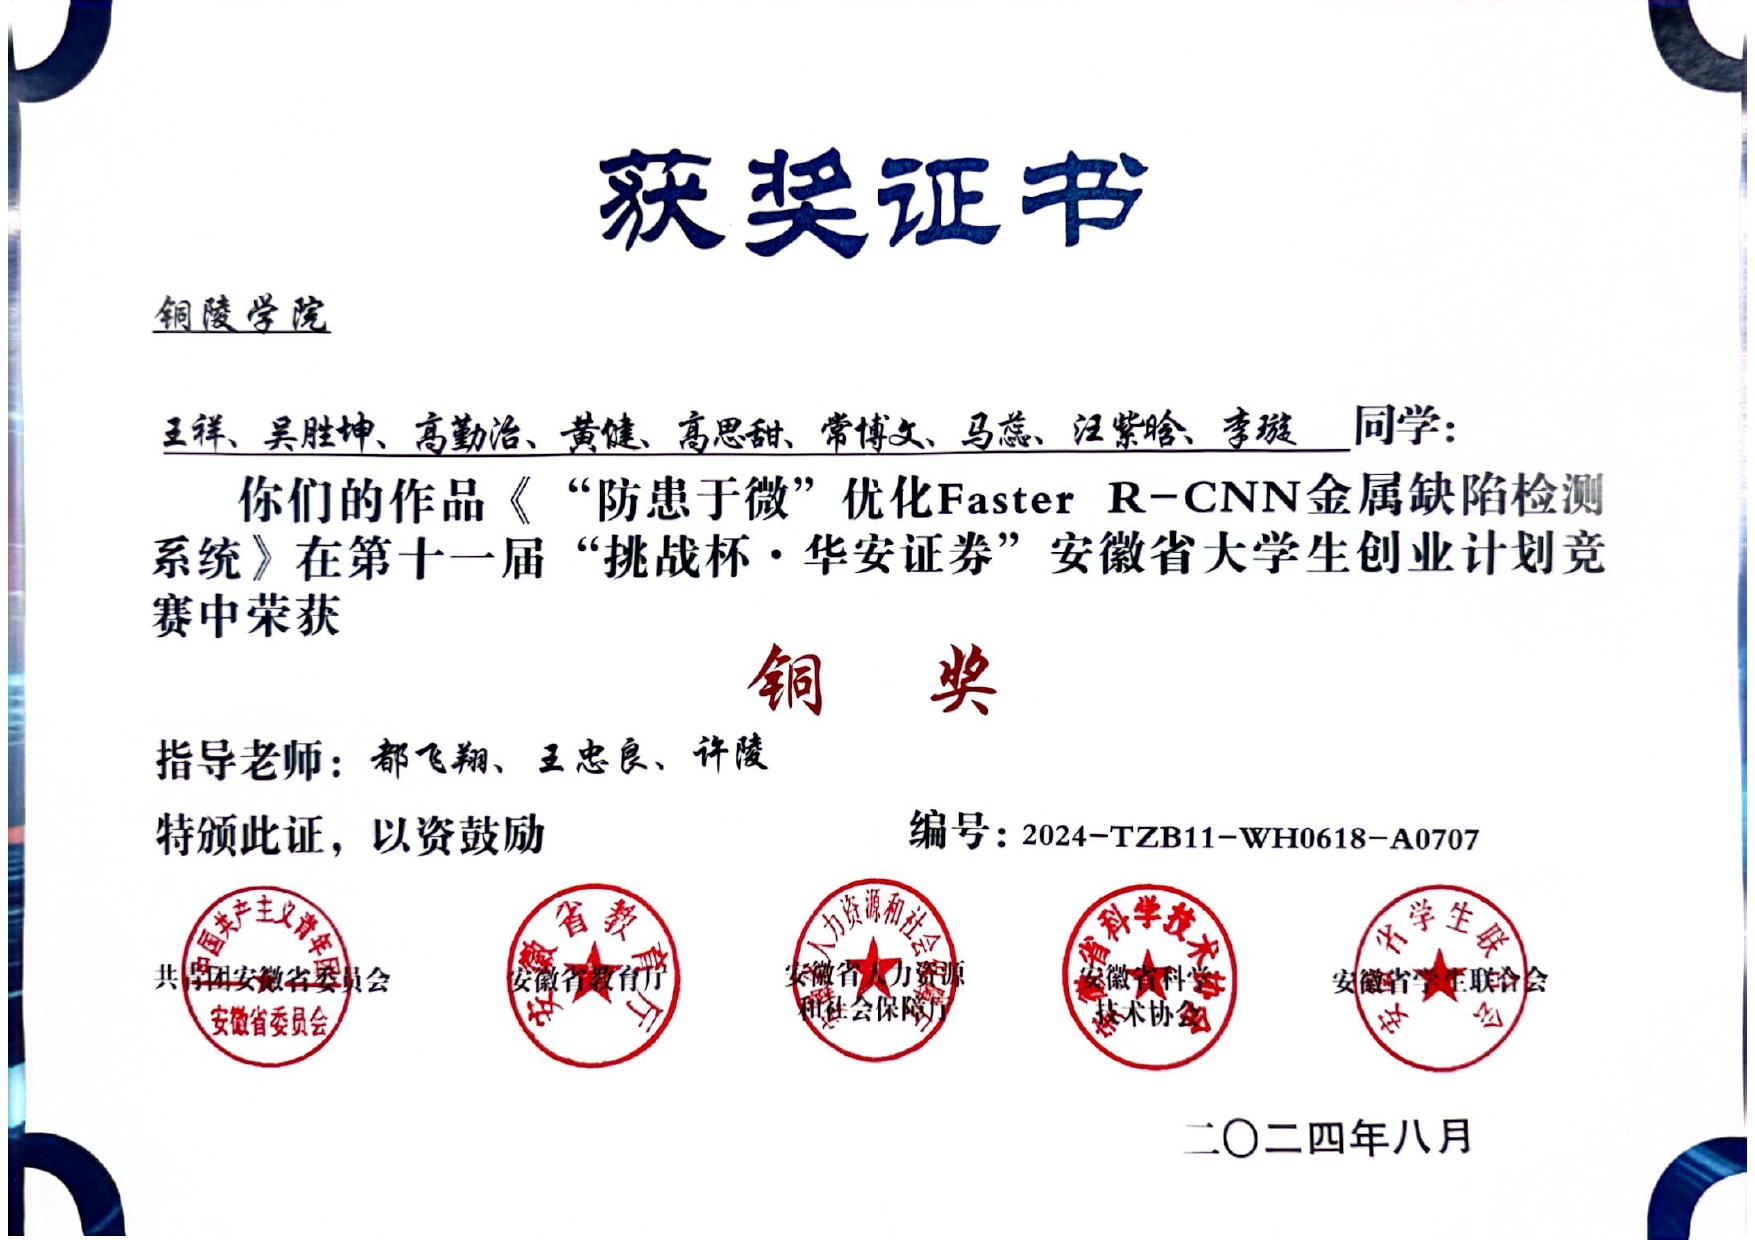 获奖证书
铜陵学院
王祥、吴胜坤、高勤治、黄健、高思甜、常博文、马蕊、汪紫晗、李璇 同学：
你们的作品《“防患于微”优化Faster R-CNN金属缺陷检测
系统》在第十一届“挑战杯·华安证券”安徽省大学生创业计划竞
赛中荣获
铜 奖
指导老师：都飞翔、王忠良、许陵
特颁此证，以资鼓励
编号：2024-TZB11-WH0618-A0707
中国共产主义青年团
共青团安徽省委员会
安徽省委员会
安徽省教育厅
安徽省教育厅
安徽省人力资源和社会保障厅
安徽省人力资源
和社会保障厅
安徽省科学技术协会
安徽省科学
技术协会
安徽省学生联合会
安徽省学生联合会
二〇二四年八月